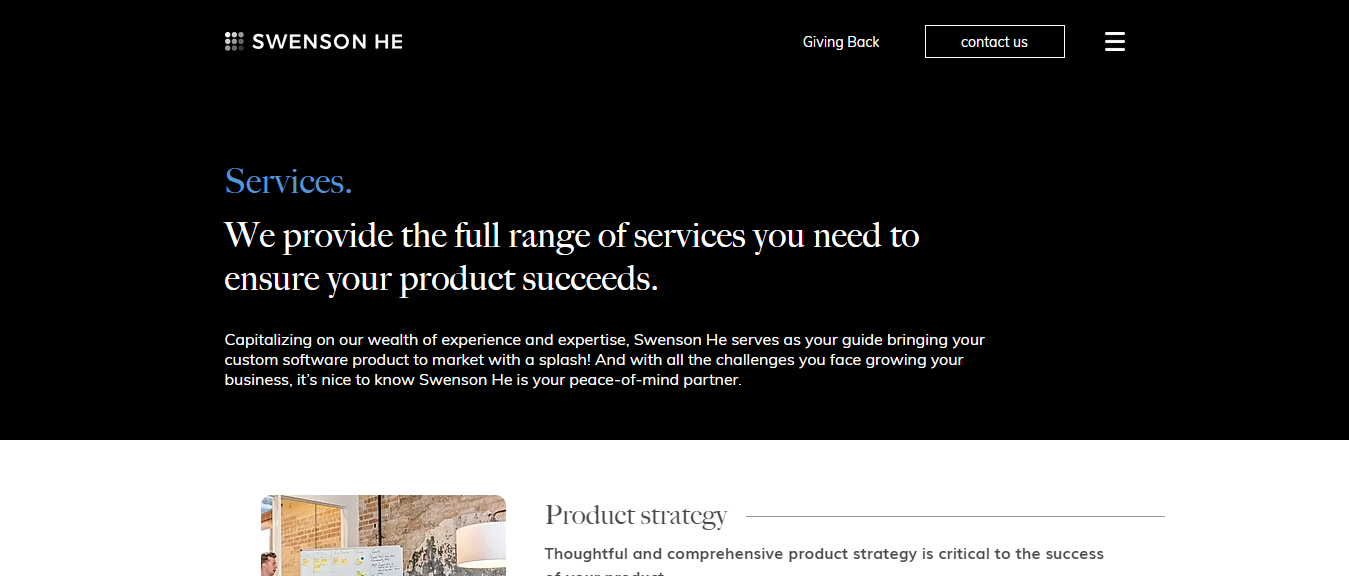 SWENSON HE
Giving Back
contact us
Services.
We provide the full range of services you need to
ensure your product succeeds.
Capitalizing on our wealth of experience and expertise, Swenson He serves as your guide bringing your
custom software product to market with a splash! And with all the challenges you face growing your
business, it’s nice to know Swenson He is your peace-of-mind partner.
Product strategy
Thoughtful and comprehensive product strategy is critical to the success
of your product.